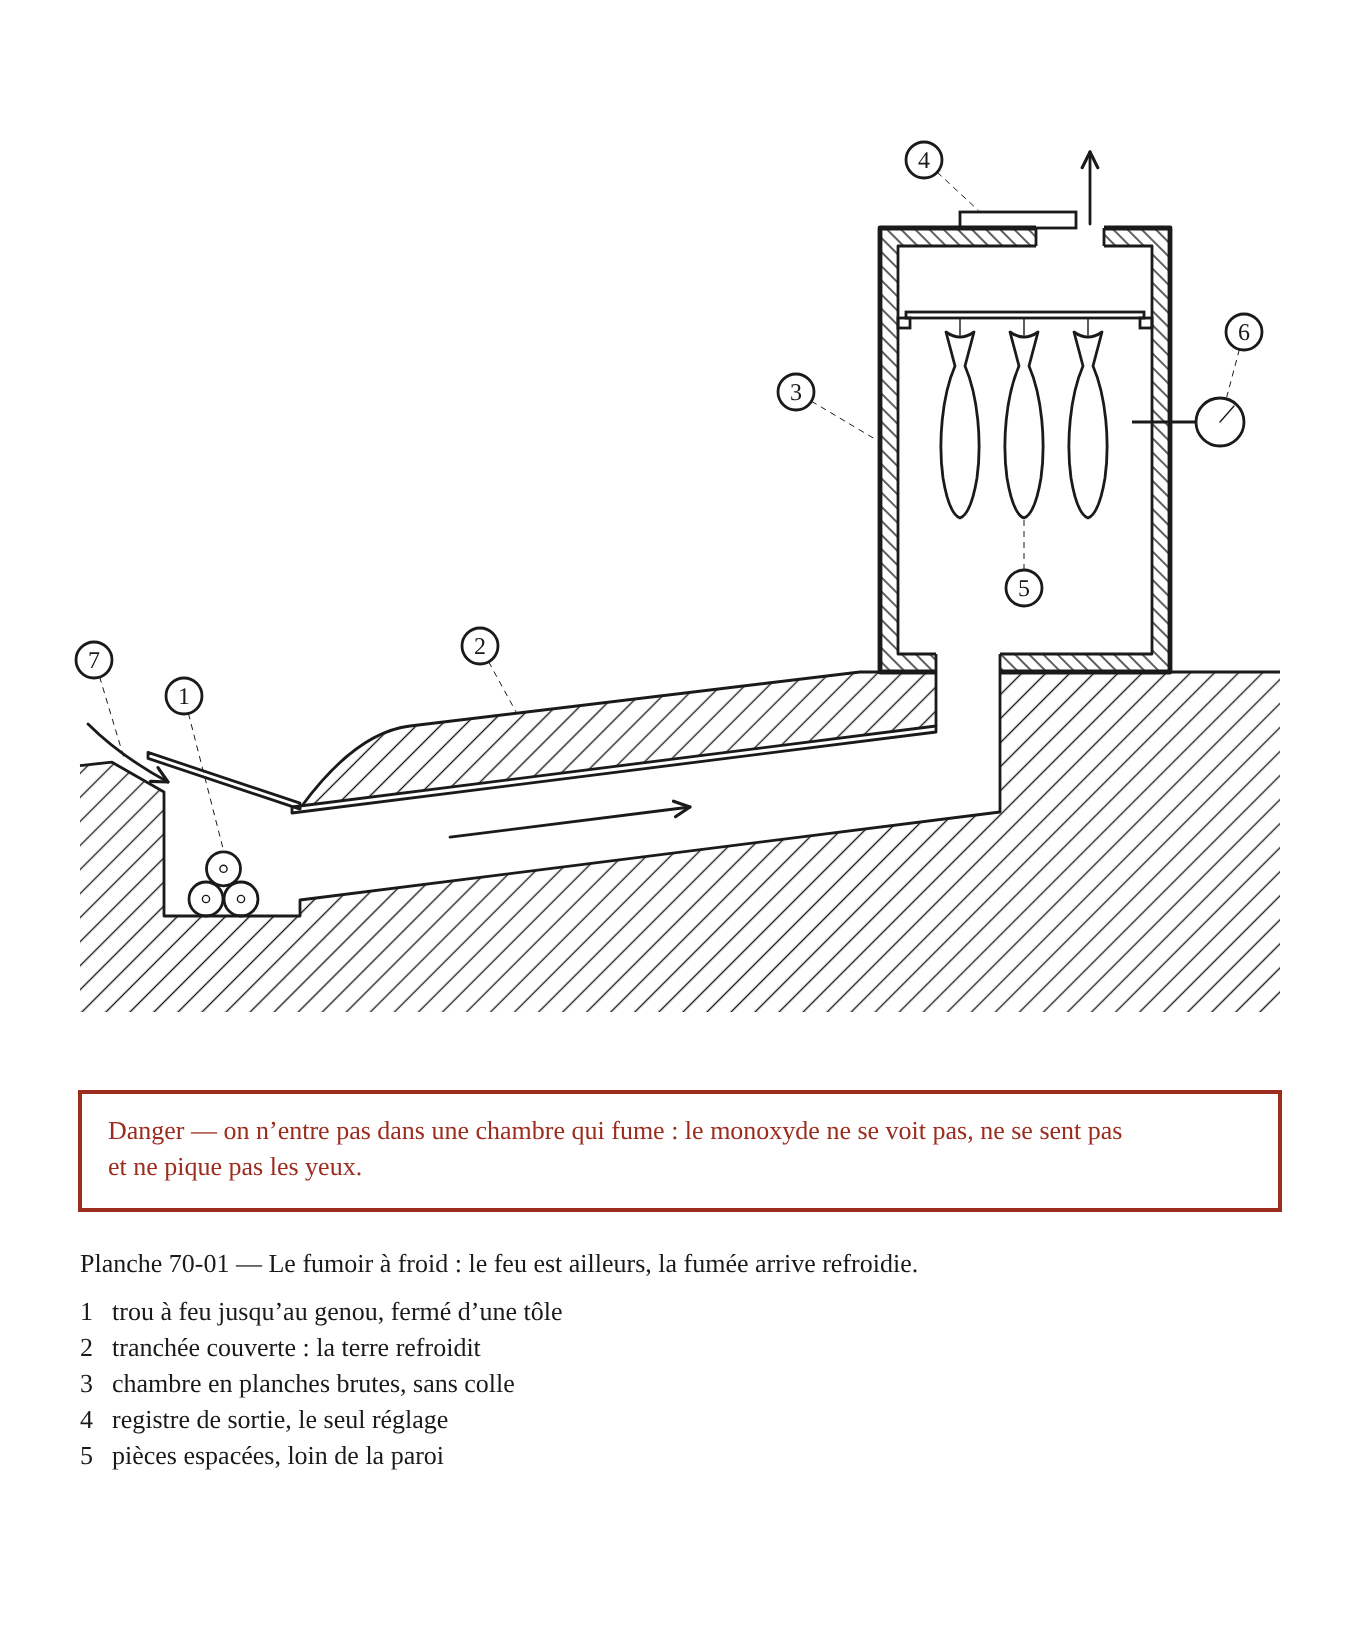 4
6
3
5
2
7
1
Danger — on n’entre pas dans une chambre qui fume : le monoxyde ne se voit pas, ne se sent pas
et ne pique pas les yeux.
Planche 70-01 — Le fumoir à froid : le feu est ailleurs, la fumée arrive refroidie.
1 trou à feu jusqu’au genou, fermé d’une tôle
2 tranchée couverte : la terre refroidit
3 chambre en planches brutes, sans colle
4 registre de sortie, le seul réglage
5 pièces espacées, loin de la paroi